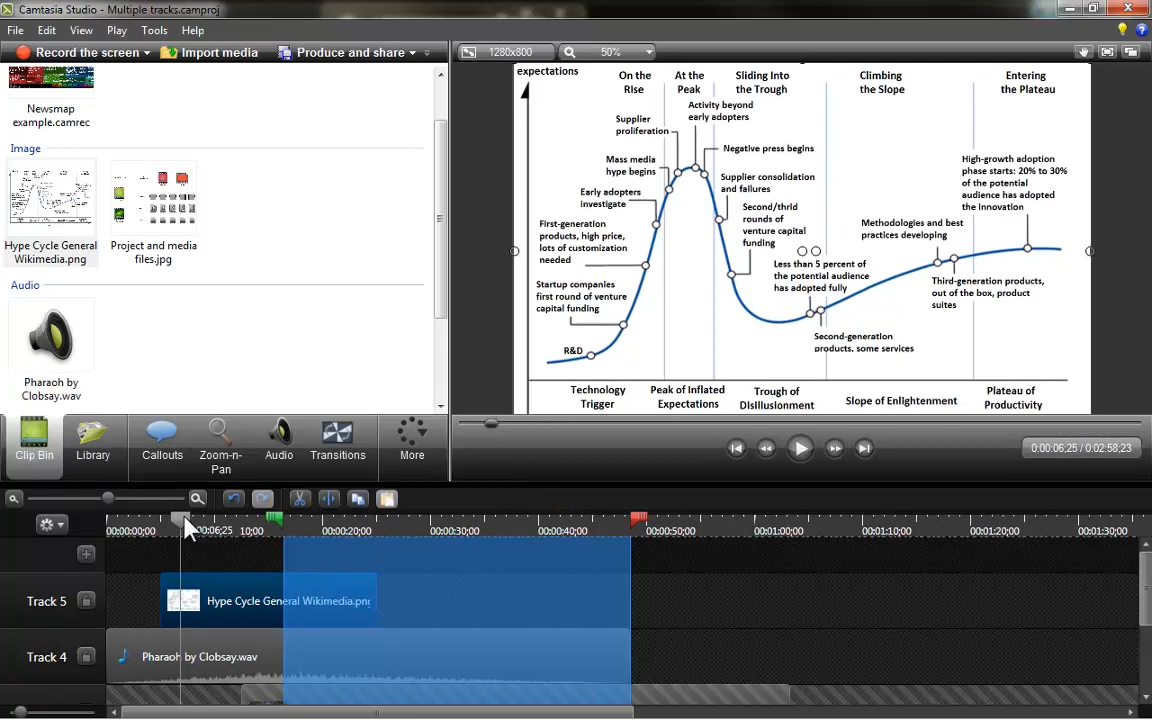 Camtasia Studio - Multiple tracks.camproj
File Edit View Play Tools Help
Record the screen Import media Produce and share
1280x800 50%
Newsmap
example.camrec
Image
Hype Cycle General
Wikimedia.png
Project and media
files.jpg
Audio
Pharaoh by
Clobsay.wav
expectations
On the
Rise
At the
Peak
Sliding Into
the Trough
Climbing
the Slope
Entering
the Plateau
Activity beyond
early adopters
Supplier
proliferation
Negative press begins
Mass media
hype begins
Supplier consolidation
and failures
Early adopters
investigate
Second/thrid
rounds of
venture capital
funding
First-generation
products, high price,
lots of customization
needed
Less than 5 percent of
the potential audience
has adopted fully
Startup companies
first round of venture
capital funding
R&D
Second-generation
products, some services
Methodologies and best
practices developing
High-growth adoption
phase starts: 20% to 30%
of the potential
audience has adopted
the innovation
Third-generation products,
out of the box, product
suites
Technology
Trigger
Peak of Inflated
Expectations
Trough of
Disillusionment
Slope of Enlightenment
Plateau of
Productivity
Clip Bin
Library
Callouts
Zoom-n-
Pan
Audio
Transitions
More
0:00:06;25 / 0:02:58;23
00:00:00;00 00:06;25 10;00 00:00:20;00 00:00:30;00 00:00:40;00 00:00:50;00 00:01:00;00 00:01:10;00 00:01:20;00 00:01:30;00
Track 5
Hype Cycle General Wikimedia.png
Track 4
Pharaoh by Clobsay.wav